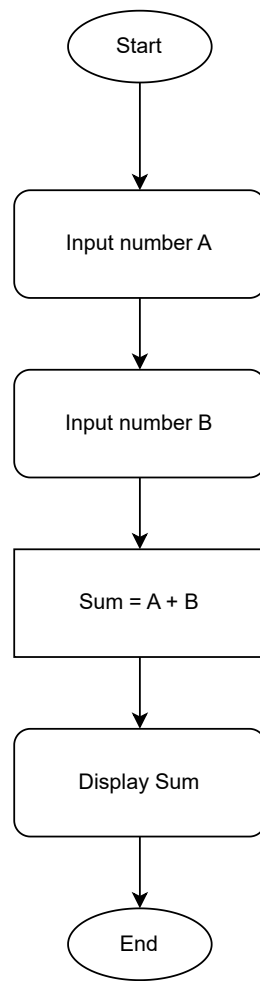 Start
Input number A
Input number B
Sum = A + B
Display Sum
End